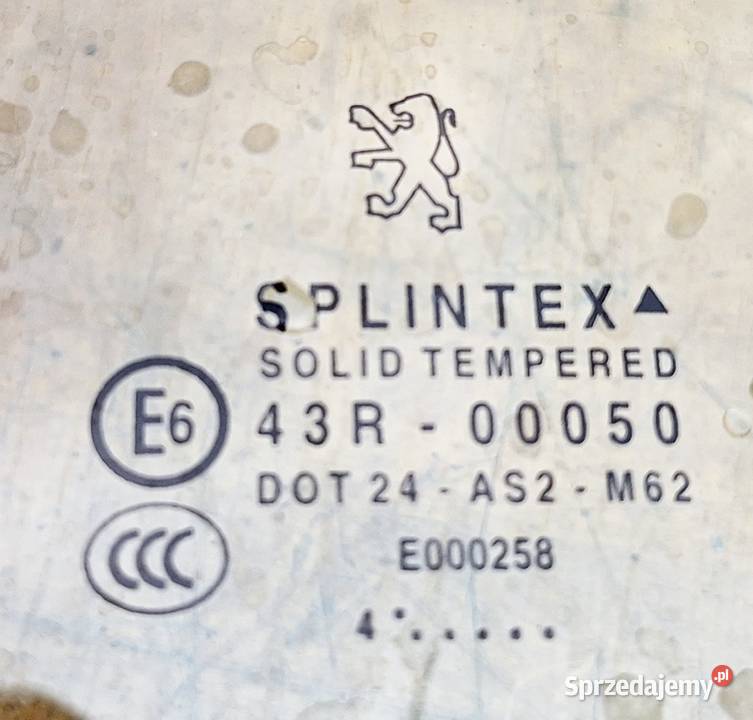 SPLINTEX▲
SOLID TEMPERED
E6
43R - 00050
DOT 24 - AS2 - M62
CCC
E000258
4 •.....
Sprzedajemy.pl